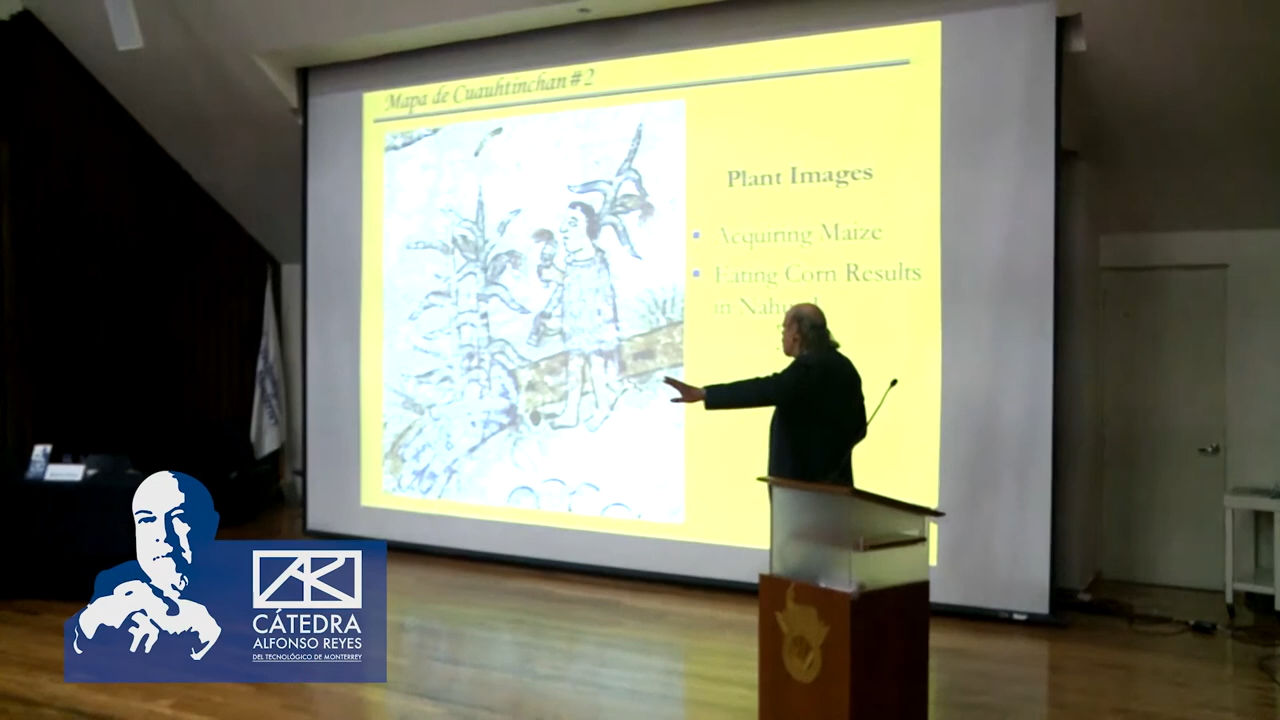 Mapa de Cuauhtinchan #2
Plant Images
Acquiring Maize
Eating Corn Results
in
AR
CÁTEDRA
ALFONSO REYES
DEL TECNOLÓGICO DE MONTERREY